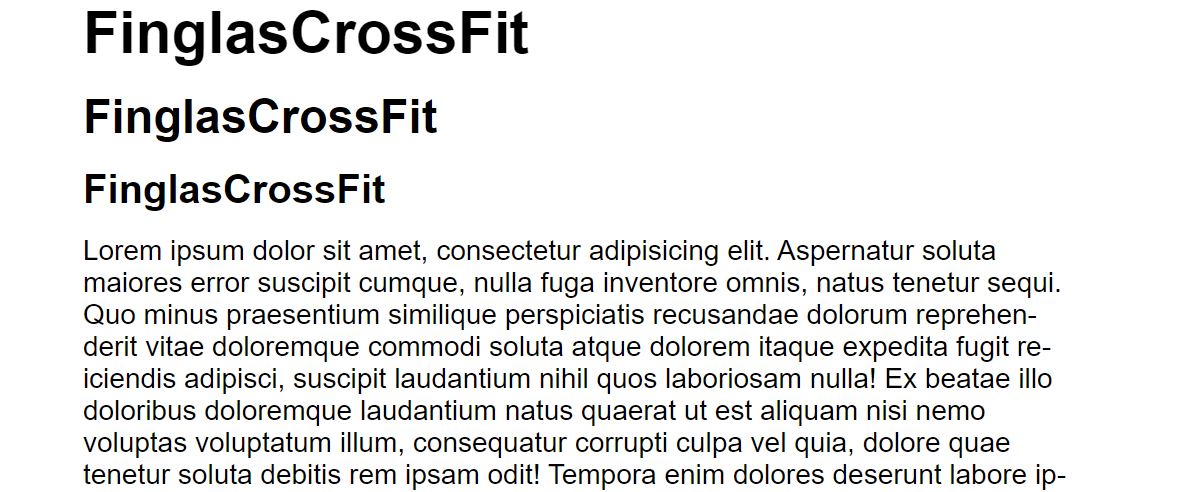 FinglasCrossFit
FinglasCrossFit
FinglasCrossFit
Lorem ipsum dolor sit amet, consectetur adipisicing elit. Aspernatur soluta
maiores error suscipit cumque, nulla fuga inventore omnis, natus tenetur sequi.
Quo minus praesentium similique perspiciatis recusandae dolorum reprehen-
derit vitae doloremque commodi soluta atque dolorem itaque expedita fugit re-
iciendis adipisci, suscipit laudantium nihil quos laboriosam nulla! Ex beatae illo
doloribus doloremque laudantium natus quaerat ut est aliquam nisi nemo
voluptas voluptatum illum, consequatur corrupti culpa vel quia, dolore quae
tenetur soluta debitis rem ipsam odit! Tempora enim dolores deserunt labore ip-